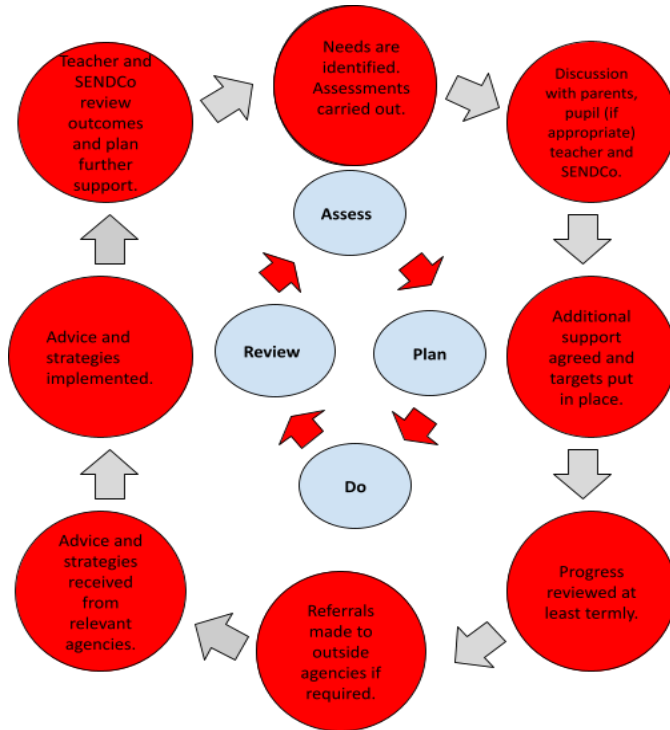 Needs are
identified.
Assessments
carried out.
Discussion
with parents,
pupil (if
appropriate)
teacher and
SENDCo.
Additional
support
agreed and
targets put
in place.
Progress
reviewed at
least termly.
Referrals
made to
outside
agencies if
required.
Advice and
strategies
received
from
relevant
agencies.
Advice and
strategies
implemented.
Teacher and
SENDCo
review
outcomes
and plan
further
support.
Assess
Plan
Do
Review